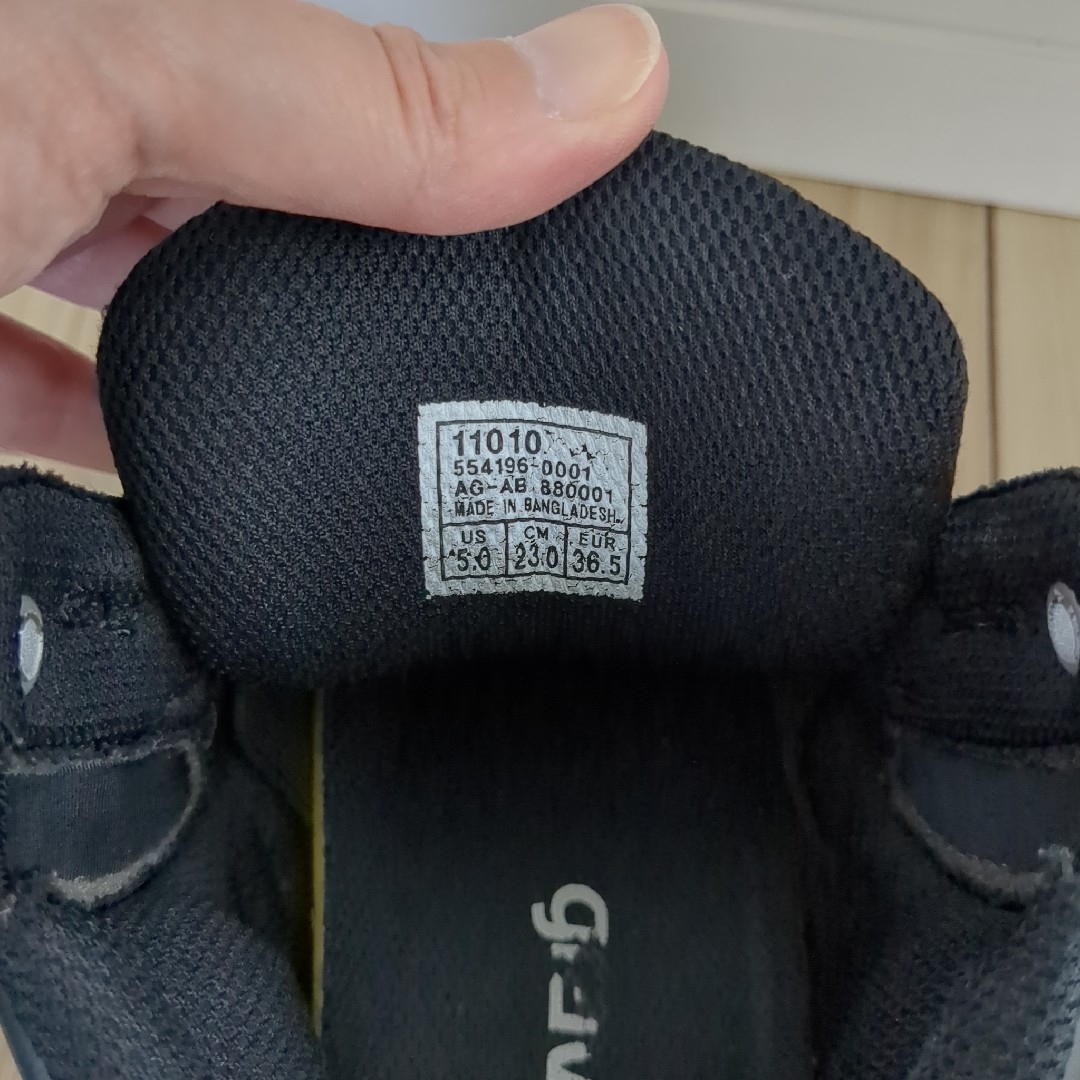 11010
554196-0001
AG-AB 880001
MADE IN BANGLADESH
US CM EUR
5.0 23.0 36.5